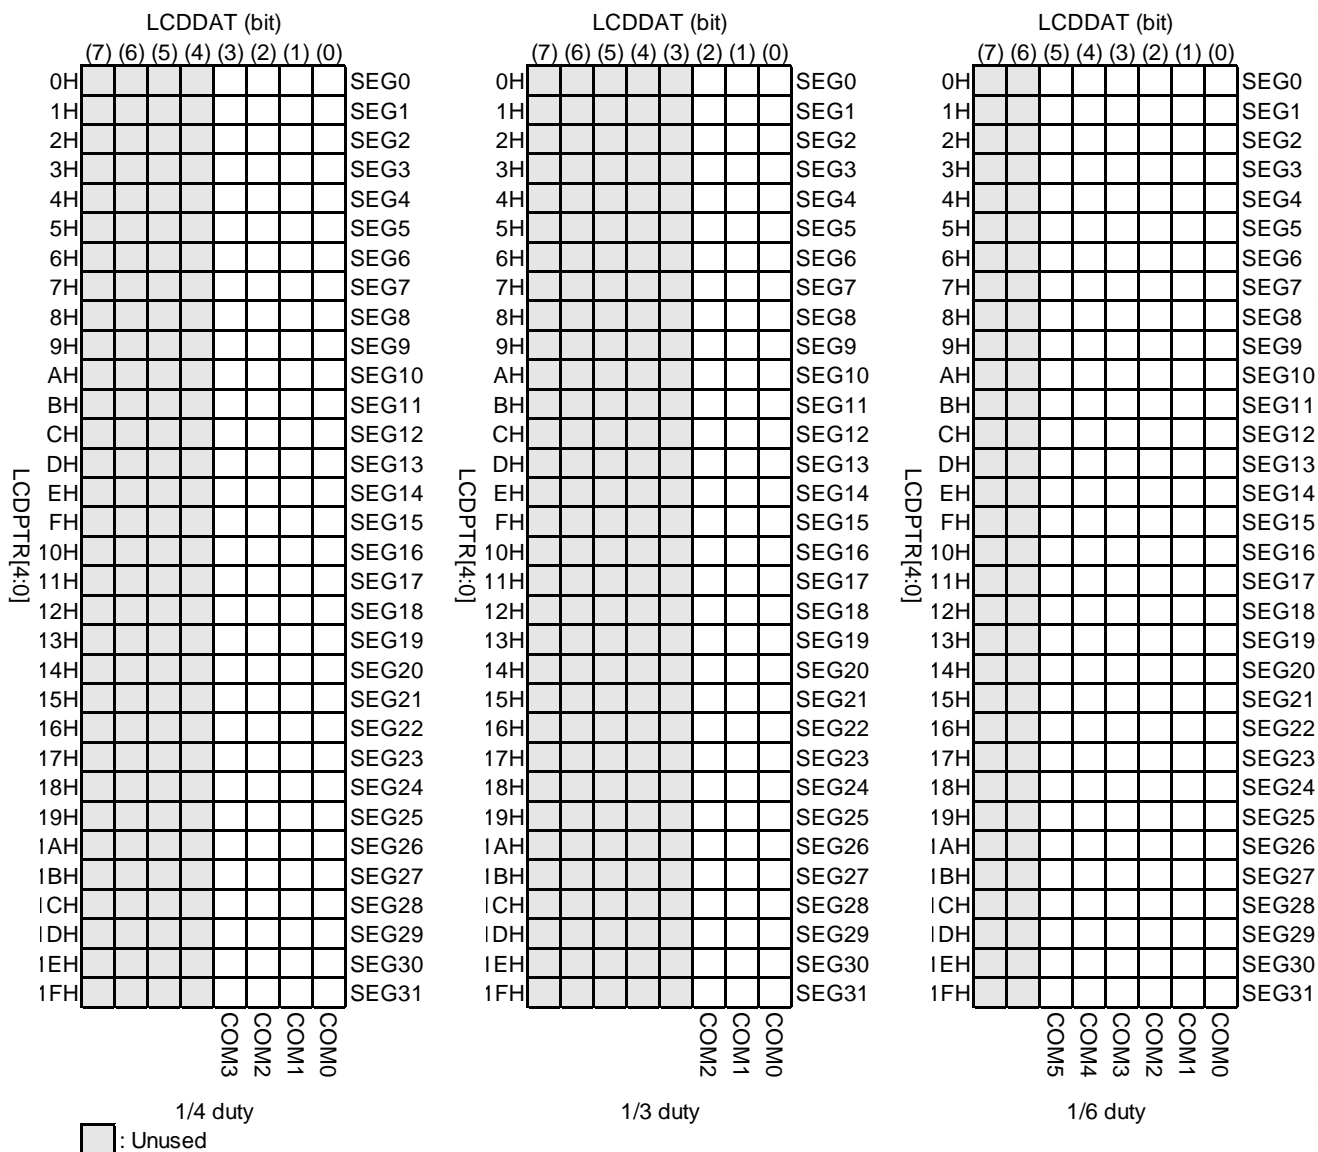 LCDDAT (bit) LCDDAT (bit) LCDDAT (bit)
(7) (6) (5) (4) (3) (2) (1) (0) (7) (6) (5) (4) (3) (2) (1) (0) (7) (6) (5) (4) (3) (2) (1) (0)
0H SEG0 0H SEG0 0H SEG0
1H SEG1 1H SEG1 1H SEG1
2H SEG2 2H SEG2 2H SEG2
3H SEG3 3H SEG3 3H SEG3
4H SEG4 4H SEG4 4H SEG4
5H SEG5 5H SEG5 5H SEG5
6H SEG6 6H SEG6 6H SEG6
7H SEG7 7H SEG7 7H SEG7
8H SEG8 8H SEG8 8H SEG8
9H SEG9 9H SEG9 9H SEG9
AH SEG10 AH SEG10 AH SEG10
BH SEG11 BH SEG11 BH SEG11
CH SEG12 CH SEG12 CH SEG12
DH SEG13 DH SEG13 DH SEG13
EH SEG14 EH SEG14 EH SEG14
FH SEG15 FH SEG15 FH SEG15
LCDPTR[4:0] LCDPTR[4:0] LCDPTR[4:0]
10H SEG16 10H SEG16 10H SEG16
11H SEG17 11H SEG17 11H SEG17
12H SEG18 12H SEG18 12H SEG18
13H SEG19 13H SEG19 13H SEG19
14H SEG20 14H SEG20 14H SEG20
15H SEG21 15H SEG21 15H SEG21
16H SEG22 16H SEG22 16H SEG22
17H SEG23 17H SEG23 17H SEG23
18H SEG24 18H SEG24 18H SEG24
19H SEG25 19H SEG25 19H SEG25
1AH SEG26 1AH SEG26 1AH SEG26
1BH SEG27 1BH SEG27 1BH SEG27
1CH SEG28 1CH SEG28 1CH SEG28
1DH SEG29 1DH SEG29 1DH SEG29
1EH SEG30 1EH SEG30 1EH SEG30
1FH SEG31 1FH SEG31 1FH SEG31
COM3 COM2 COM1 COM0 COM2 COM1 COM0 COM5 COM4 COM3 COM2 COM1 COM0
1/4 duty 1/3 duty 1/6 duty
: Unused